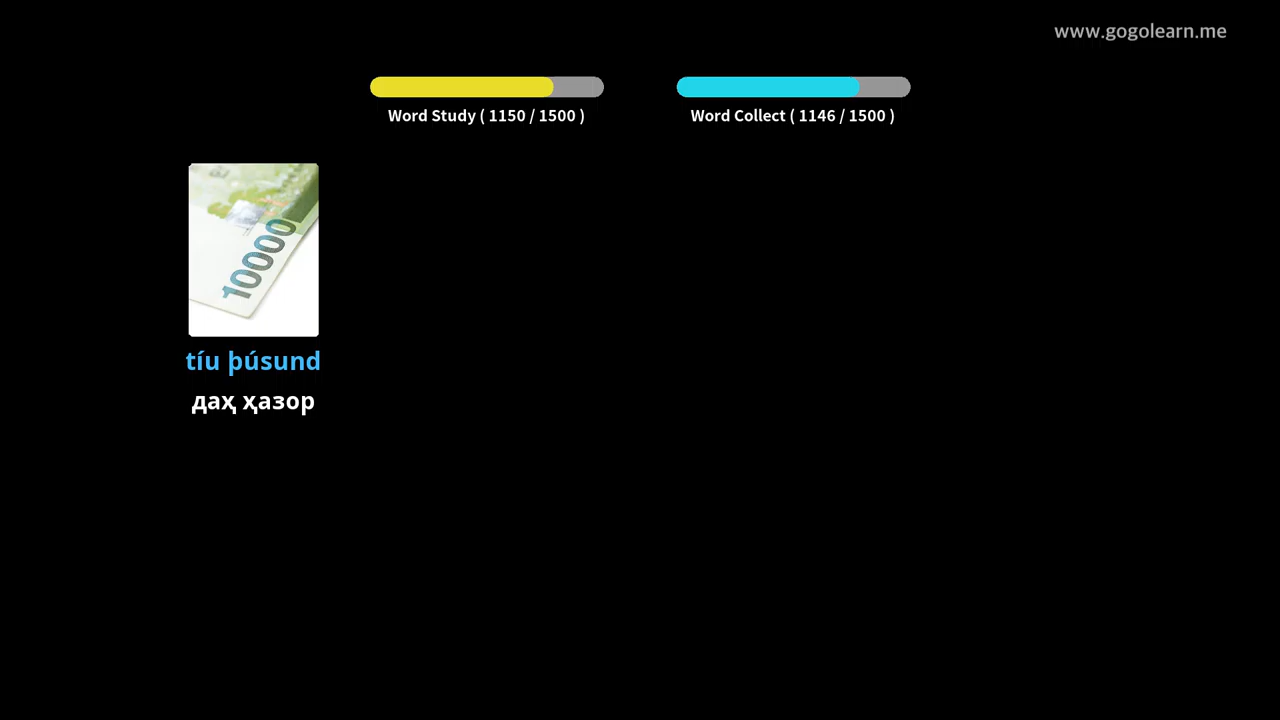 www.gogolearn.me
Word Study ( 1150 / 1500 )
Word Collect ( 1146 / 1500 )
10000
tíu þúsund
даҳ ҳазор